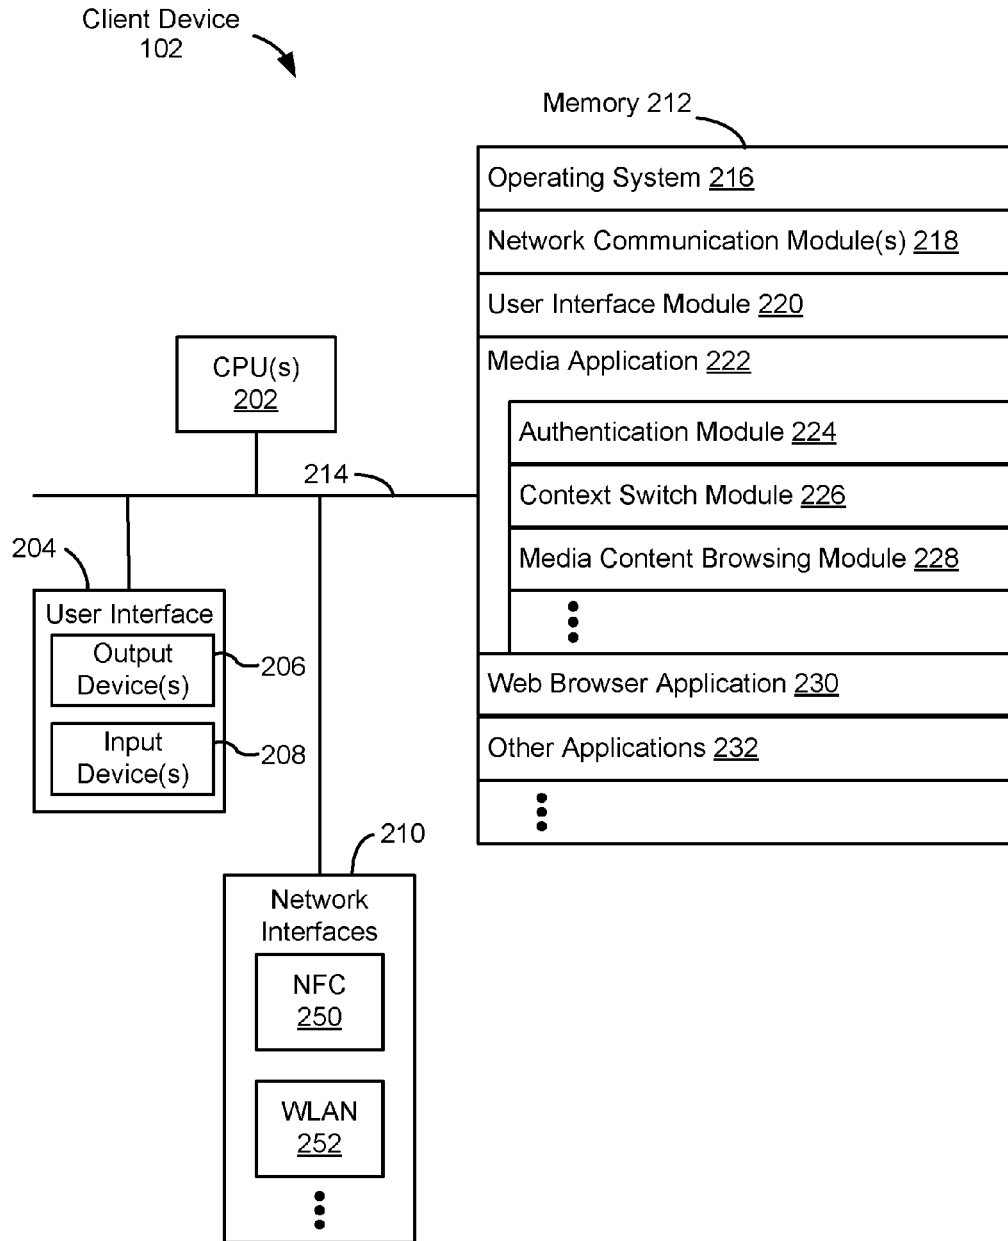 Client Device
102
Memory 212
Operating System 216
Network Communication Module(s) 218
User Interface Module 220
Media Application 222
Authentication Module 224
Context Switch Module 226
Media Content Browsing Module 228
Web Browser Application 230
Other Applications 232
CPU(s)
202
214
204
User Interface
Output
Device(s)
206
Input
Device(s)
208
210
Network
Interfaces
NFC
250
WLAN
252